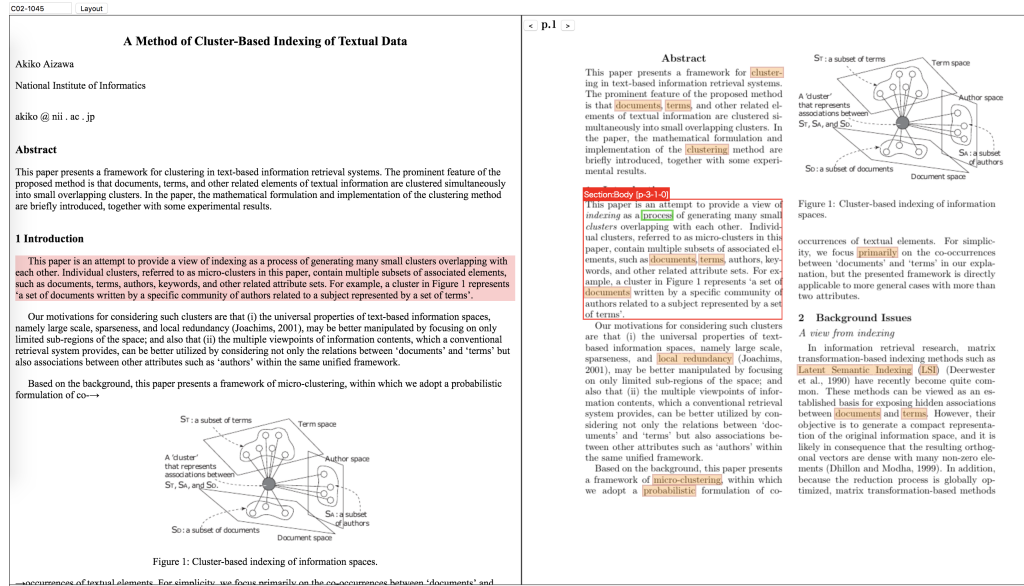 C02-1045 Layout
A Method of Cluster-Based Indexing of Textual Data
Akiko Aizawa
National Institute of Informatics
akiko @ nii . ac . jp
Abstract
This paper presents a framework for clustering in text-based information retrieval systems. The prominent feature of the
proposed method is that documents, terms, and other related elements of textual information are clustered simultaneously
into small overlapping clusters. In the paper, the mathematical formulation and implementation of the clustering method
are briefly introduced, together with some experimental results.
1 Introduction
This paper is an attempt to provide a view of indexing as a process of generating many small clusters overlapping with
each other. Individual clusters, referred to as micro-clusters in this paper, contain multiple subsets of associated elements,
such as documents, terms, authors, keywords, and other related attribute sets. For example, a cluster in Figure 1 represents
‘a set of documents written by a specific community of authors related to a subject represented by a set of terms’.
Our motivations for considering such clusters are that (i) the universal properties of text-based information spaces,
namely large scale, sparseness, and local redundancy (Joachims, 2001), may be better manipulated by focusing on only
limited sub-regions of the space; and also that (ii) the multiple viewpoints of information contents, which a conventional
retrieval system provides, can be better utilized by considering not only the relations between ‘documents’ and ‘terms’ but
also associations between other attributes such as ‘authors’ within the same unified framework.
Based on the background, this paper presents a framework of micro-clustering, within which we adopt a probabilistic
formulation of co-→
ST : a subset of terms
Term space
A 'cluster'
that represents
associations between
ST, SA, and SD.
Author space
SA : a subset
of authors
SD : a subset of documents
Document space
Figure 1: Cluster-based indexing of information spaces.
→occurrences of textual elements. For simplicity, we focus primarily on the co-occurrences between ‘documents’ and
< p.1 >
Abstract
This paper presents a framework for cluster-
ing in text-based information retrieval systems.
The prominent feature of the proposed method
is that documents, terms, and other related el-
ements of textual information are clustered si-
multaneously into small overlapping clusters. In
the paper, the mathematical formulation and
implementation of the clustering method are
briefly introduced, together with some experi-
mental results.
Section:Body [p-3-1-0]
This paper is an attempt to provide a view of
indexing as a process of generating many small
clusters overlapping with each other. Individ-
ual clusters, referred to as micro-clusters in this
paper, contain multiple subsets of associated el-
ements, such as documents, terms, authors, key-
words, and other related attribute sets. For ex-
ample, a cluster in Figure 1 represents ‘a set of
documents written by a specific community of
authors related to a subject represented by a set
of terms’.
Our motivations for considering such clusters
are that (i) the universal properties of text-
based information spaces, namely large scale,
sparseness, and local redundancy (Joachims,
2001), may be better manipulated by focusing
on only limited sub-regions of the space; and
also that (ii) the multiple viewpoints of infor-
mation contents, which a conventional retrieval
system provides, can be better utilized by con-
sidering not only the relations between ‘doc-
uments’ and ‘terms’ but also associations be-
tween other attributes such as ‘authors’ within
the same unified framework.
Based on the background, this paper presents
a framework of micro-clustering, within which
we adopt a probabilistic formulation of co-
ST : a subset of terms
Term space
A 'cluster'
that represents
associations between
ST, SA, and SD.
Author space
SA : a subset
of authors
SD : a subset of documents
Document space
Figure 1: Cluster-based indexing of information
spaces.
occurrences of textual elements. For simplic-
ity, we focus primarily on the co-occurrences
between ‘documents’ and ‘terms’ in our expla-
nation, but the presented framework is directly
applicable to more general cases with more than
two attributes.
2 Background Issues
A view from indexing
In information retrieval research, matrix
transformation-based indexing methods such as
Latent Semantic Indexing (LSI) (Deerwester
et al., 1990) have recently become quite com-
mon. These methods can be viewed as an es-
tablished basis for exposing hidden associations
between documents and terms. However, their
objective is to generate a compact representa-
tion of the original information space, and it is
likely in consequence that the resulting orthog-
onal vectors are dense with many non-zero ele-
ments (Dhillon and Modha, 1999). In addition,
because the reduction process is globally op-
timized, matrix transformation-based methods